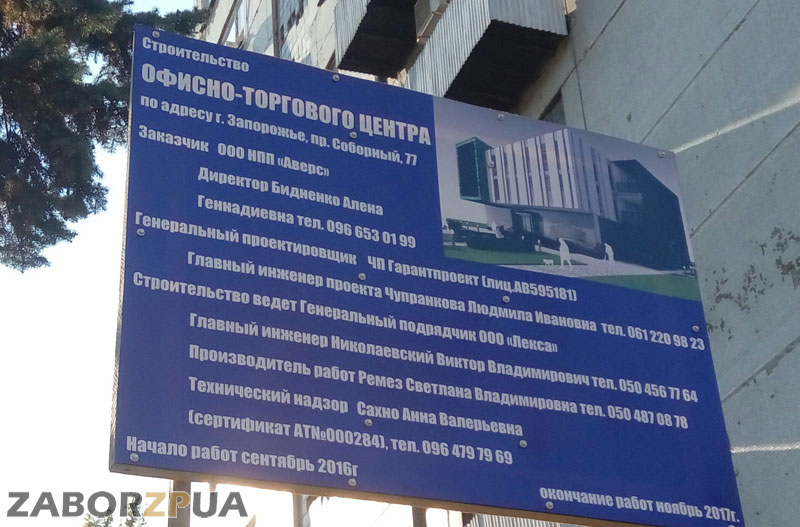 Строительство
ОФИСНО-ТОРГОВОГО ЦЕНТРА
по адресу г. Запорожье, пр. Соборный, 77
Заказчик ООО НПП «Аверс»
Директор Бидненко Алена
Геннадиевна тел. 096 653 01 99
Генеральный проектировщик ЧП Гарантпроект (лиц.АВ595181)
Главный инженер проекта Чупранкова Людмила Ивановна тел. 061 220 98 23
Строительство ведет Генеральный подрядчик ООО «Лекса»
Главный инженер Николаевский Виктор Владимирович тел. 050 456 77 64
Производитель работ Ремез Светлана Владимировна тел. 050 487 08 78
Технический надзор Сахно Анна Валерьевна
(сертификат АТ№000284), тел. 096 479 79 69
Начало работ сентябрь 2016г
окончание работ ноябрь 2017г.
ZABORZPUA